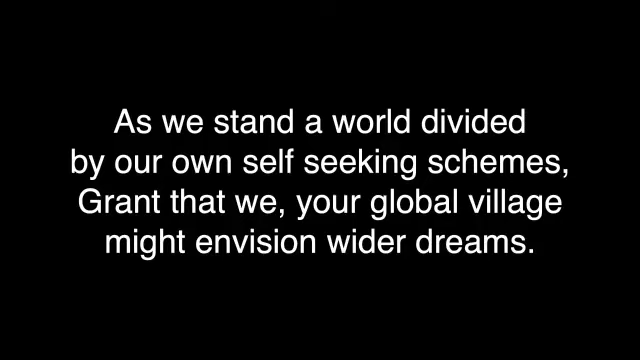 As we stand a world divided
by our own self seeking schemes,
Grant that we, your global village
might envision wider dreams.